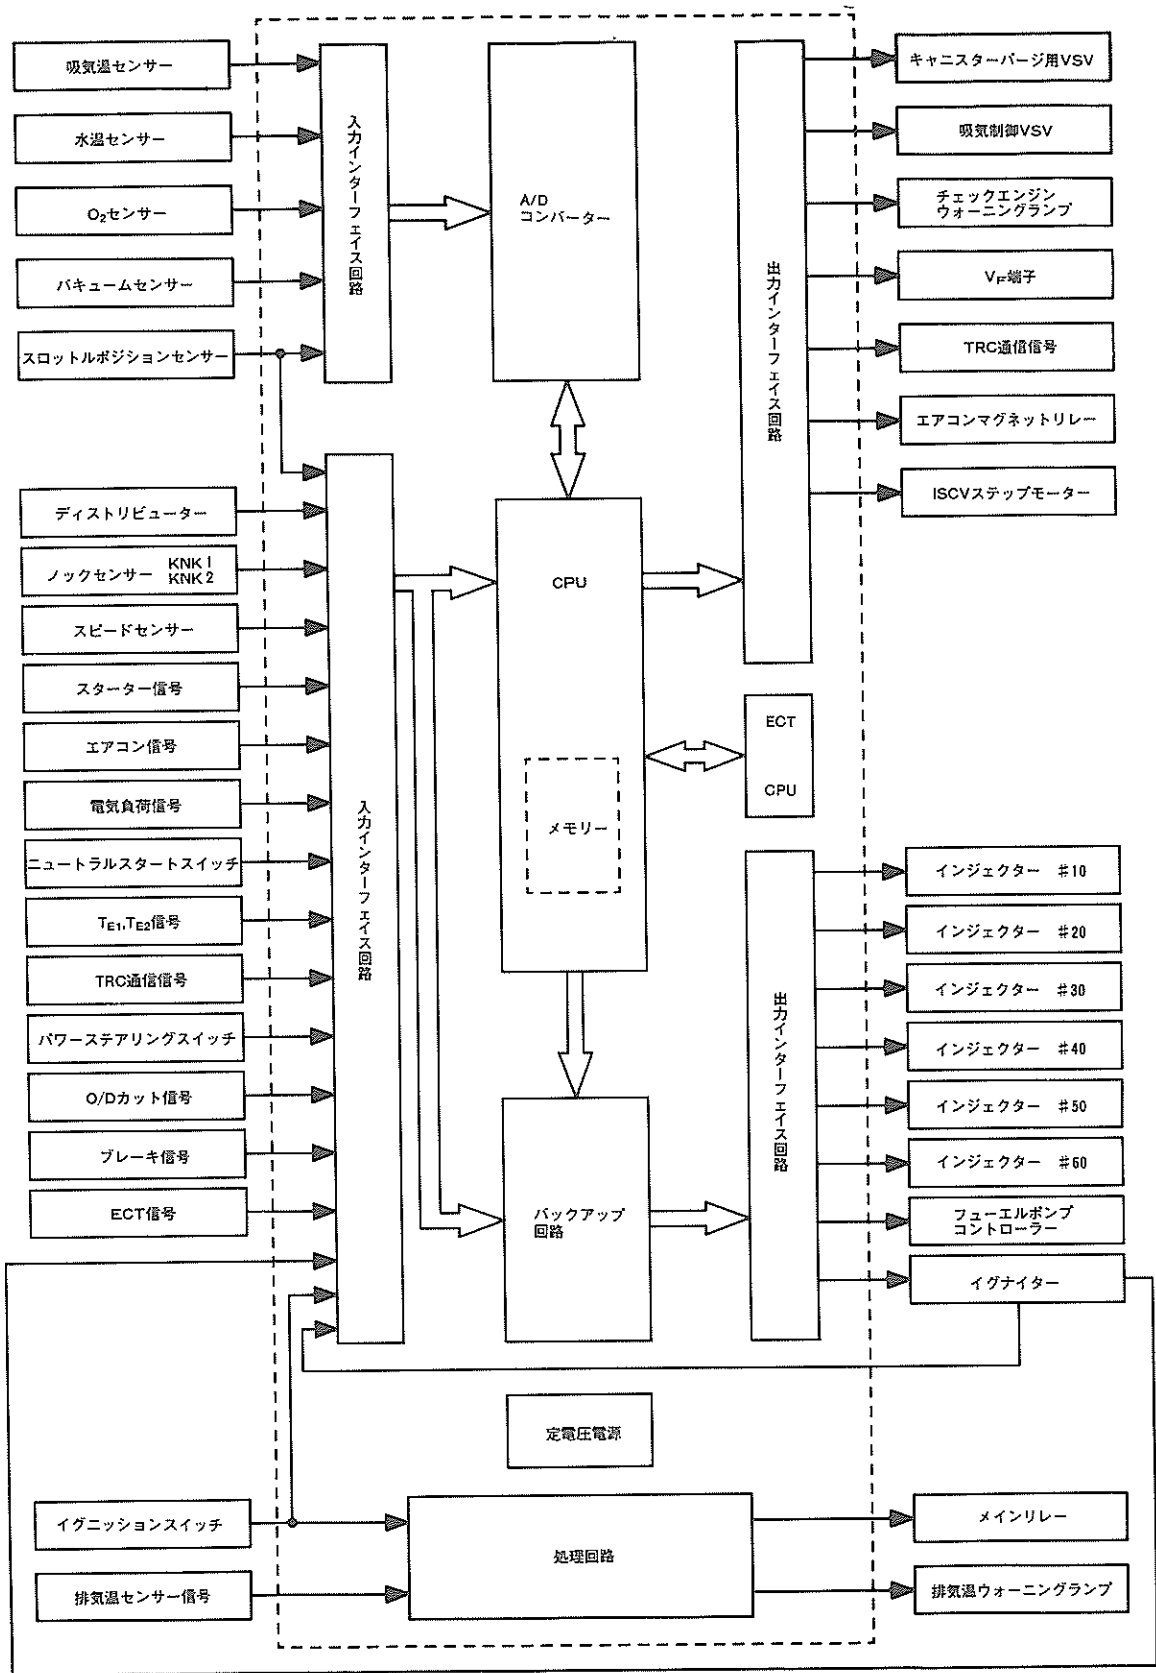 吸気温センサー
水温センサー
O₂センサー
バキュームセンサー
スロットルポジションセンサー
入力インターフェイス回路
A/D
コンバーター
出力インターフェイス回路
キャニスターパージ用VSV
吸気制御VSV
チェックエンジン
ウォーニングランプ
VF端子
TRC通信信号
エアコンマグネットリレー
ISCVステップモーター
ディストリビューター
ノックセンサー KNK1
KNK2
スピードセンサー
スターター信号
エアコン信号
電気負荷信号
ニュートラルスタートスイッチ
TE1,TE2信号
TRC通信信号
パワーステアリングスイッチ
O/Dカット信号
ブレーキ信号
ECT信号
入力インターフェイス回路
CPU
メモリー
ECT
CPU
バックアップ
回路
出力インターフェイス回路
インジェクター #10
インジェクター #20
インジェクター #30
インジェクター #40
インジェクター #50
インジェクター #60
フューエルポンプ
コントローラー
イグナイター
定電圧電源
イグニッションスイッチ
排気温センサー信号
処理回路
メインリレー
排気温ウォーニングランプ